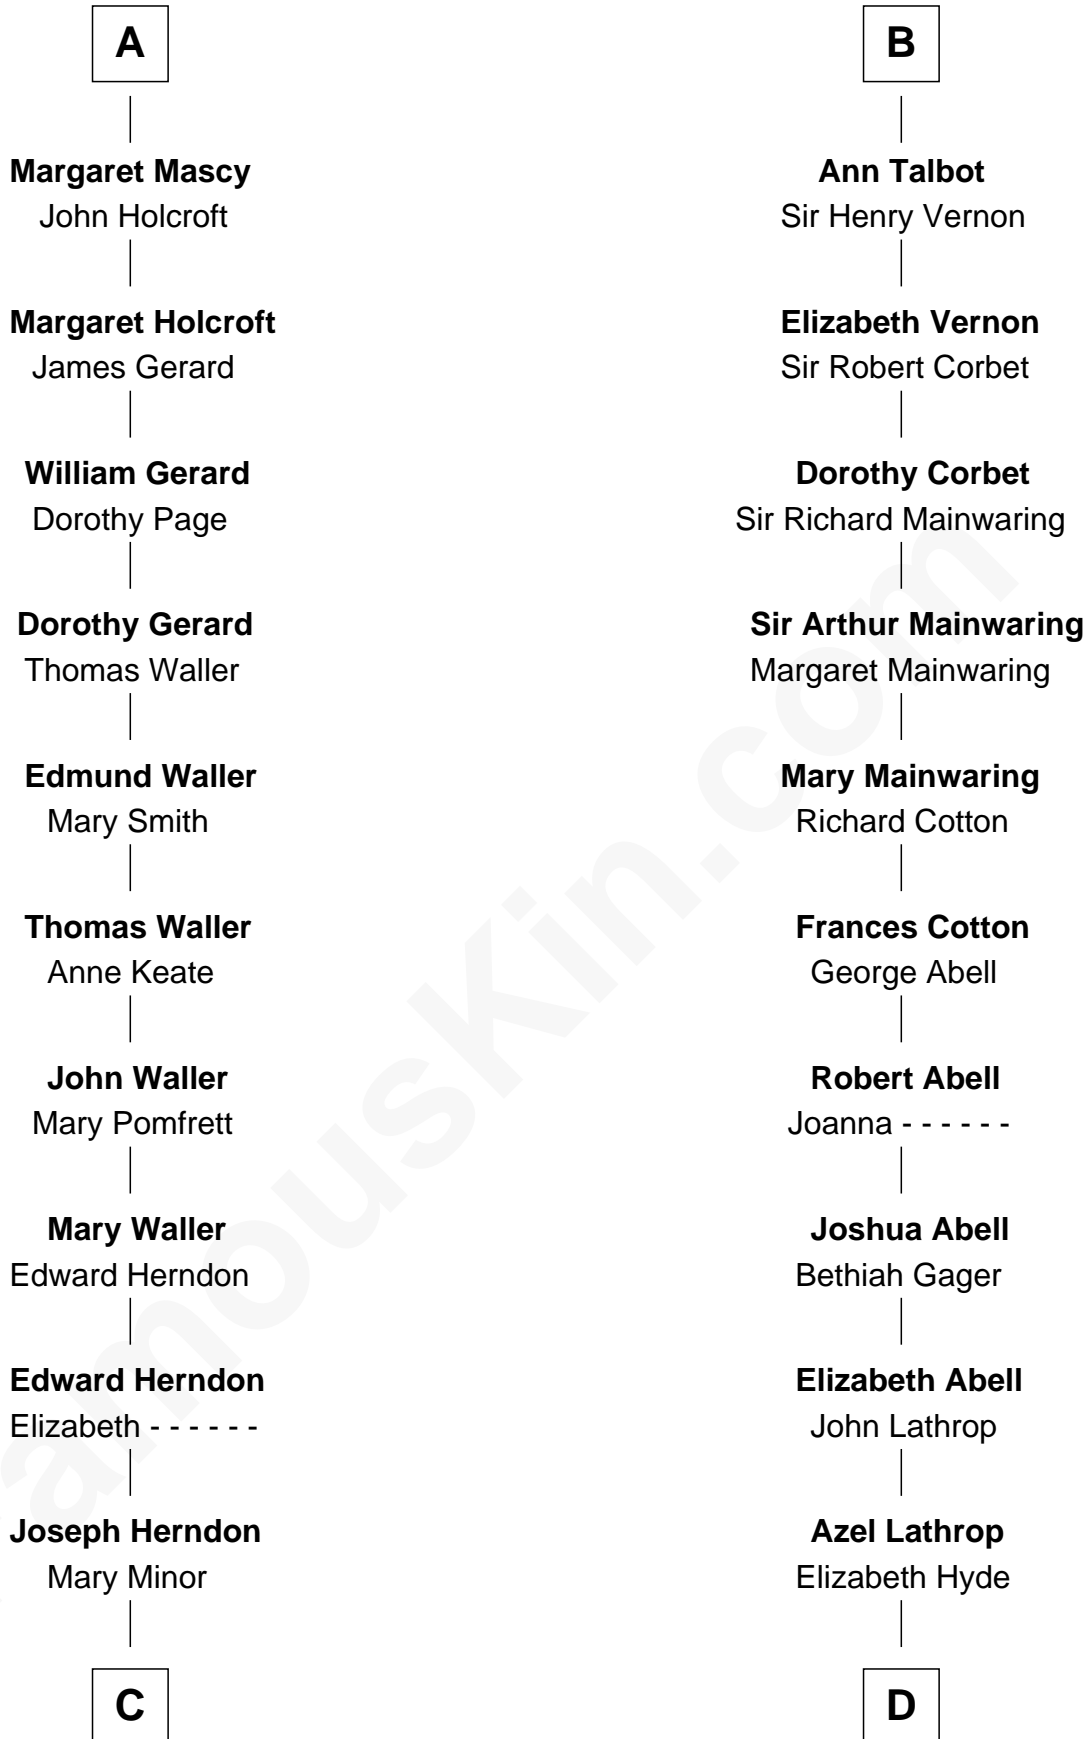 A
Margaret Mascy
John Holcroft
Margaret Holcroft
James Gerard
William Gerard
Dorothy Page
Dorothy Gerard
Thomas Waller
Edmund Waller
Mary Smith
Thomas Waller
Anne Keate
John Waller
Mary Pomfrett
Mary Waller
Edward Herndon
Edward Herndon
Elizabeth - - - - - -
Joseph Herndon
Mary Minor
C
B
Ann Talbot
Sir Henry Vernon
Elizabeth Vernon
Sir Robert Corbet
Dorothy Corbet
Sir Richard Mainwaring
Sir Arthur Mainwaring
Margaret Mainwaring
Mary Mainwaring
Richard Cotton
Frances Cotton
George Abell
Robert Abell
Joanna - - - - - -
Joshua Abell
Bethiah Gager
Elizabeth Abell
John Lathrop
Azel Lathrop
Elizabeth Hyde
D
amouskin.com